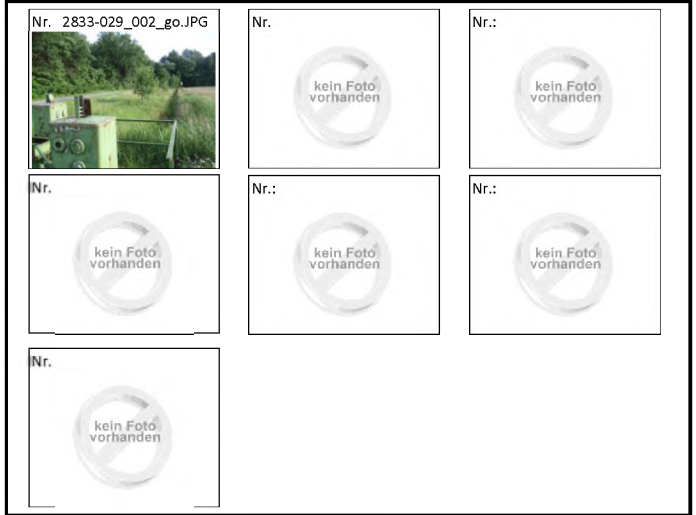 Nr. 2833-029_002_go.JPG
kein Foto
vorhanden
Nr.
kein Foto
vorhanden
Nr.:
kein Foto
vorhanden
Nr.
kein Foto
vorhanden
Nr.:
kein Foto
vorhanden
Nr.:
kein Foto
vorhanden
Nr.